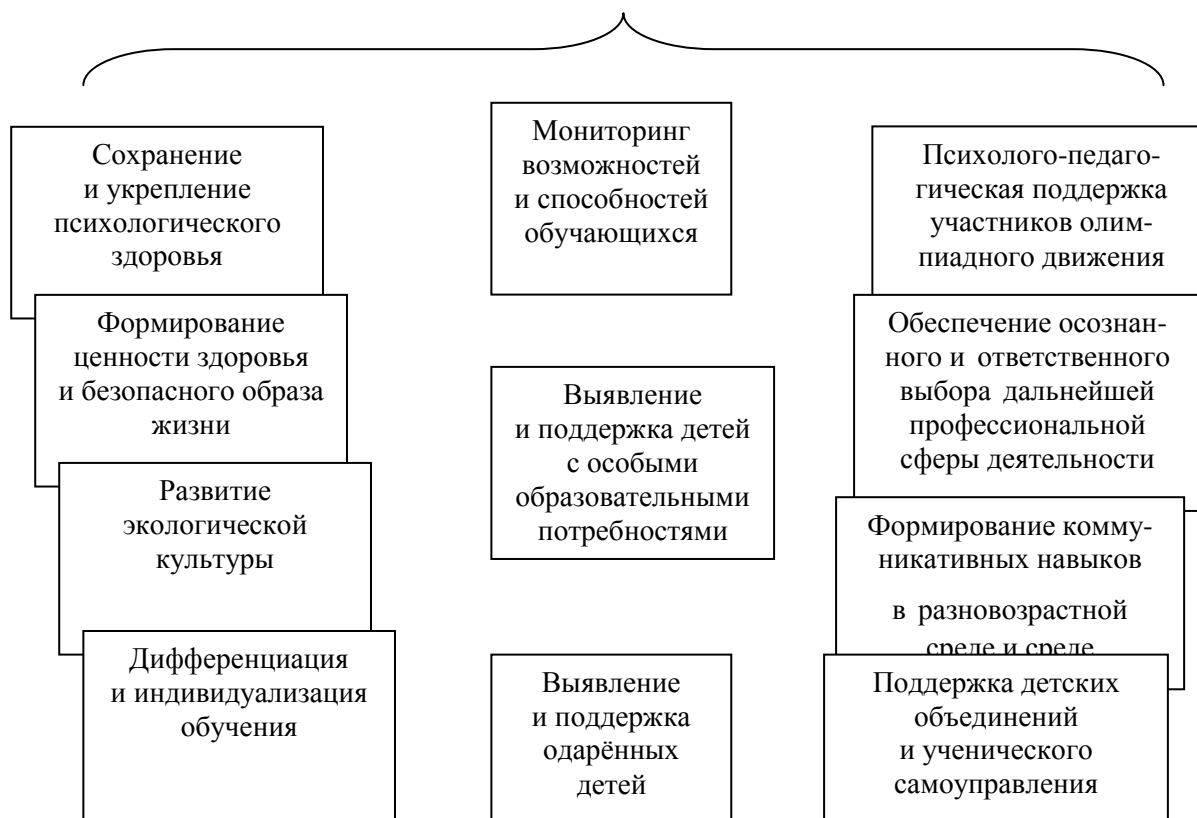 Сохранение
и укрепление
психологического
здоровья
Формирование
ценности здоровья
и безопасного образа
жизни
Развитие
экологической
культуры
Дифференциация
и индивидуализация
обучения
Мониторинг
возможностей
и способностей
обучающихся
Выявление
и поддержка детей
с особыми
образовательными
потребностями
Выявление
и поддержка
одарённых
детей
Психолого-педаго-
гическая поддержка
участников олим-
пиадного движения
Обеспечение осознан-
ного и ответственного
выбора дальнейшей
профессиональной
сферы деятельности
Формирование комму-
никативных навыков
в разновозрастной
среде и среде
Поддержка детских
объединений
и ученического
самоуправления